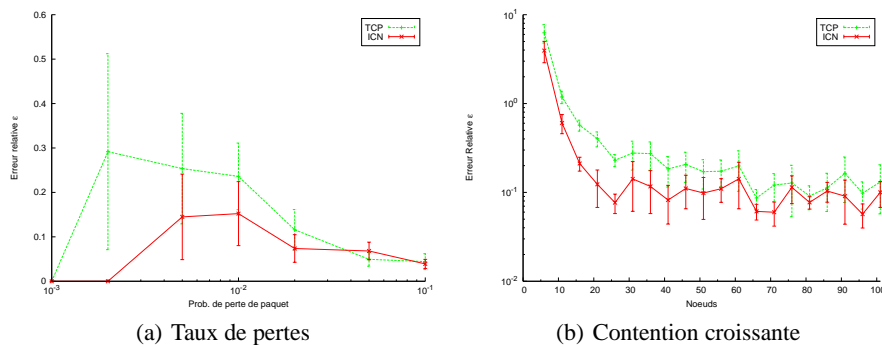 0.6
0.5
0.4
0.3
0.2
0.1
0
10-3
10-2
10-1
Erreur relative ε
Prob. de perte de paquet
TCP
ICN
(a) Taux de pertes
101
100
10-1
10-2
0
10
20
30
40
50
60
70
80
90
100
Erreur Relative ε
Noeuds
TCP
ICN
(b) Contention croissante